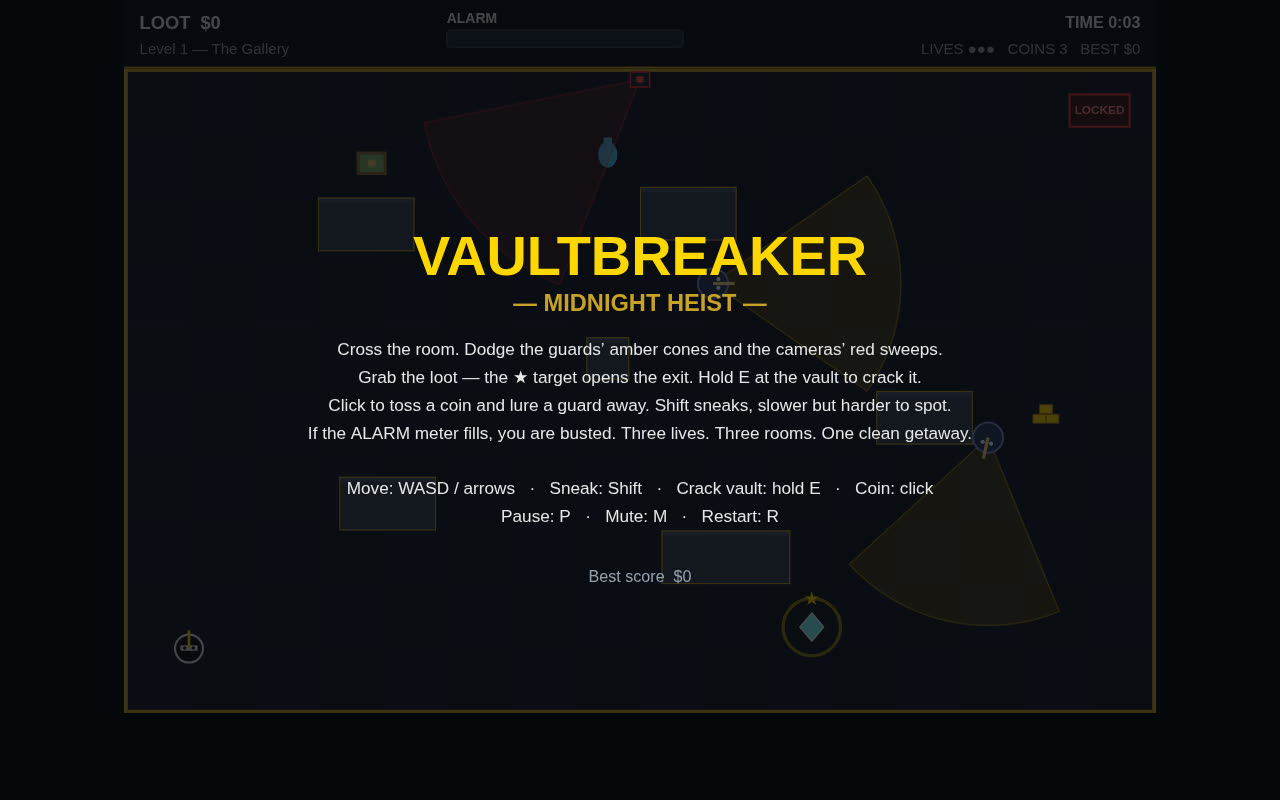 LOOT $0
ALARM
TIME 0:03
Level 1 — The Gallery
LIVES ●●● COINS 3 BEST $0
LOCKED
VAULTBREAKER
— MIDNIGHT HEIST —
Cross the room. Dodge the guards’ amber cones and the cameras’ red sweeps.
Grab the loot — the ★ target opens the exit. Hold E at the vault to crack it.
Click to toss a coin and lure a guard away. Shift sneaks, slower but harder to spot.
If the ALARM meter fills, you are busted. Three lives. Three rooms. One clean getaway.
Move: WASD / arrows · Sneak: Shift · Crack vault: hold E · Coin: click
Pause: P · Mute: M · Restart: R
Best score $0